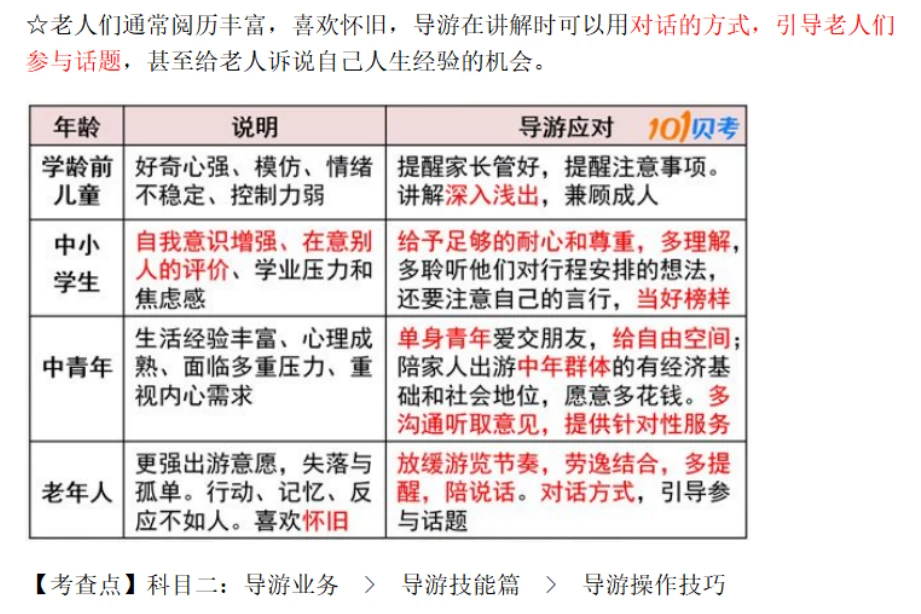 ☆老人们通常阅历丰富，喜欢怀旧，导游在讲解时可以用对话的方式，引导老人们
参与话题，甚至给老人诉说自己人生经验的机会。
年龄 说明 导游应对 101贝考
学龄前
儿童
好奇心强、模仿、情绪
不稳定、控制力弱
提醒家长管好，提醒注意事项。
讲解深入浅出，兼顾成人
中小
学生
自我意识增强、在意别
人的评价、学业压力和
焦虑感
给予足够的耐心和尊重，多理解，
多聆听他们对行程安排的想法，
还要注意自己的言行，当好榜样
中青年
生活经验丰富、心理成
熟、面临多重压力、重
视内心需求
单身青年爱交朋友，给自由空间；
陪家人出游中年群体的有经济基
础和社会地位，愿意多花钱。多
沟通听取意见，提供针对性服务
老年人
更强出游意愿，失落与
孤单。行动、记忆、反
应不如人。喜欢怀旧
放缓游览节奏，劳逸结合，多提
醒，陪说话。对话方式，引导参
与话题
【考查点】科目二：导游业务 > 导游技能篇 > 导游操作技巧